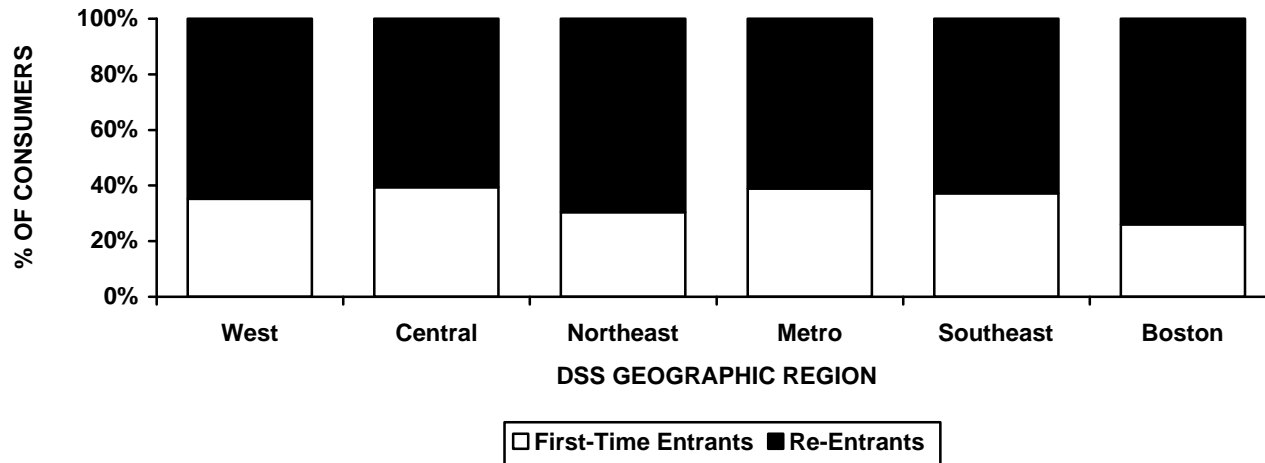 100%
80%
60%
40%
20%
0%
% OF CONSUMERS
West Central Northeast Metro Southeast Boston
DSS GEOGRAPHIC REGION
First-Time Entrants Re-Entrants